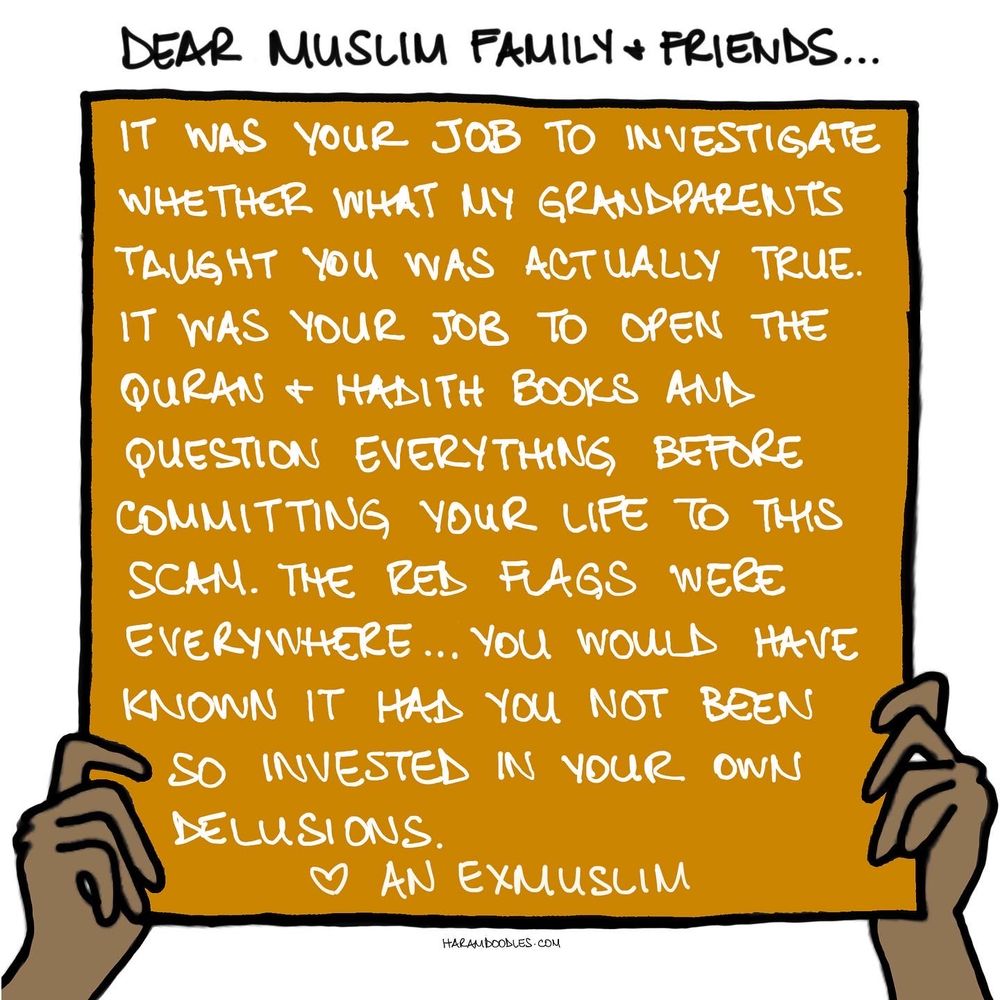 DEAR MUSLIM FAMILY + FRIENDS...
IT WAS YOUR JOB TO INVESTIGATE
WHETHER WHAT MY GRANDPARENTS
TAUGHT YOU WAS ACTUALLY TRUE.
IT WAS YOUR JOB TO OPEN THE
QURAN + HADITH BOOKS AND
QUESTION EVERYTHING BEFORE
COMMITTING YOUR LIFE TO THIS
SCAM. THE RED FLAGS WERE
EVERYWHERE... YOU WOULD HAVE
KNOWN IT HAD YOU NOT BEEN
SO INVESTED IN YOUR OWN
DELUSIONS.
♡ AN EXMUSLIM
HARAMDOODLES.COM